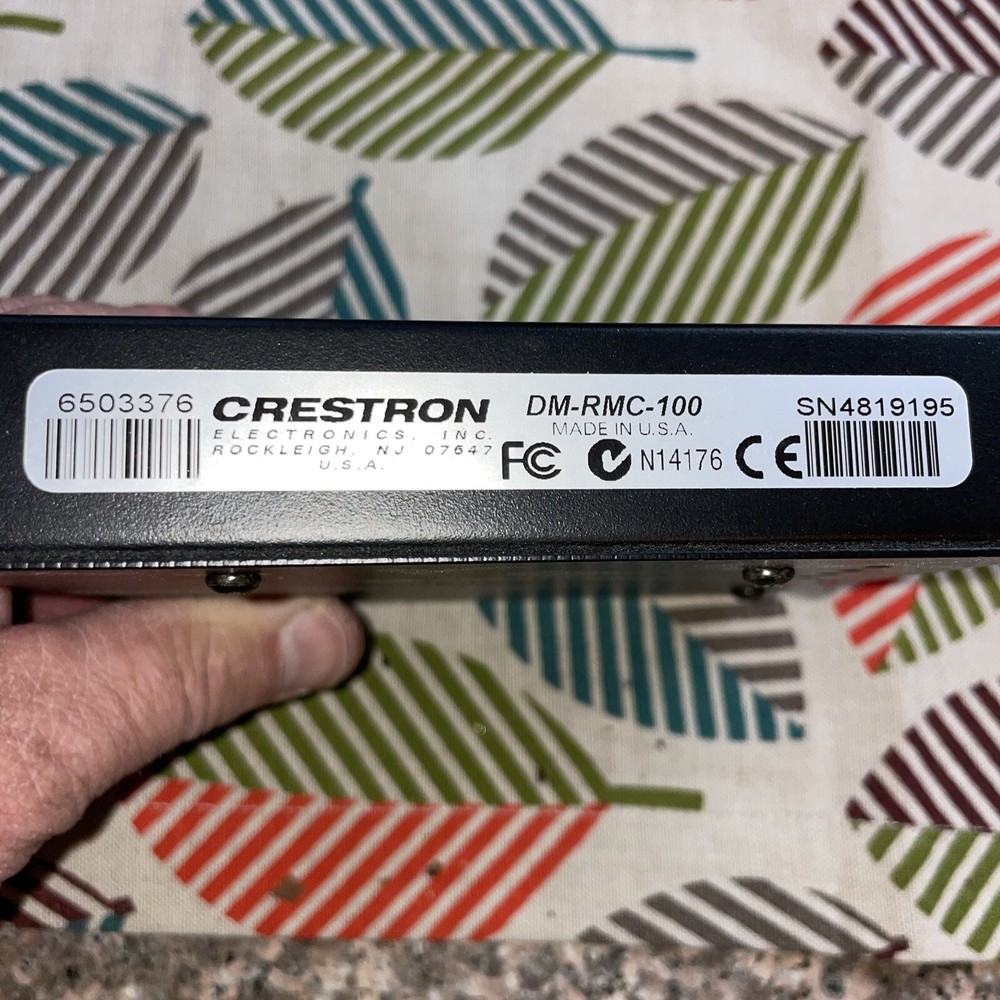 6503376
CRESTRON
ELECTRONICS, INC.
ROCKLEIGH, NJ 07647
U.S.A.
DM-RMC-100
MADE IN U.S.A.
FC N14176 CE
SN4819195